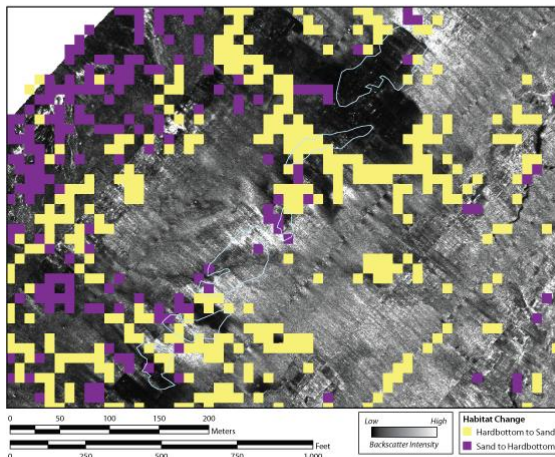 0 50 100 150 200
Meters
Feet
0 250 500 750 1,000
Low High
Backscatter Intensity
Habitat Change
Hardbottom to Sand
Sand to Hardbottom